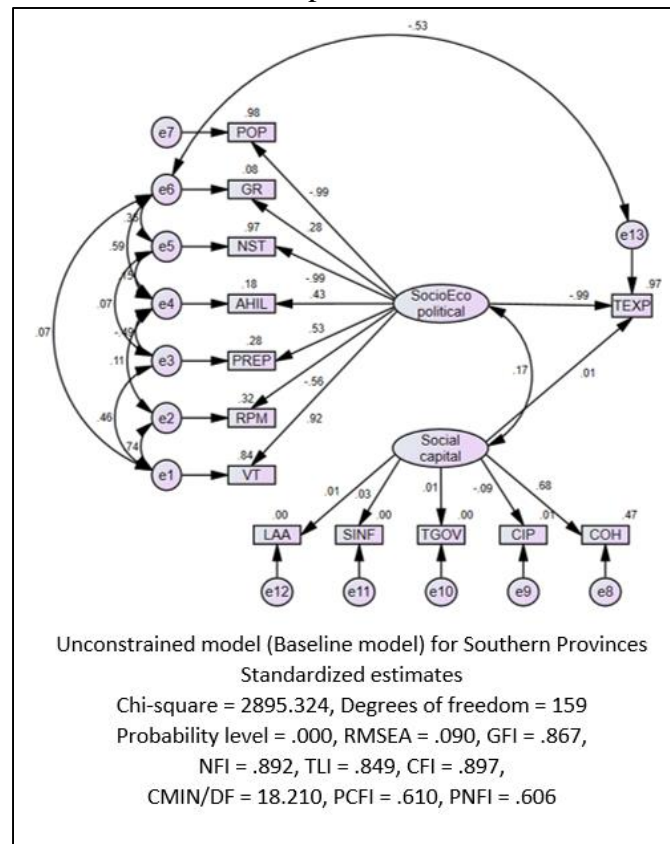 -.53
.98
e7 POP
.08
-.99
e6 GR
.28
.35
.97
e5 NST
-.99
e13
.59
.15
.18
.43
.97
e4 AHIL
SocioEco
political
-.99
TEXP
.07
.07
-.49
.28
.53
e3 PREP
.11
.32
-.56
.17
.01
e2 RPM
.46
.92
.74
.84
e1 VT
Social
capital
.01
.03
.01
-.09
.68
.00
.00
.00
.01
.47
LAA SINF TGOV CIP COH
e12 e11 e10 e9 e8
Unconstrained model (Baseline model) for Southern Provinces
Standardized estimates
Chi-square = 2895.324, Degrees of freedom = 159
Probability level = .000, RMSEA = .090, GFI = .867,
NFI = .892, TLI = .849, CFI = .897,
CMIN/DF = 18.210, PCFI = .610, PNFI = .606